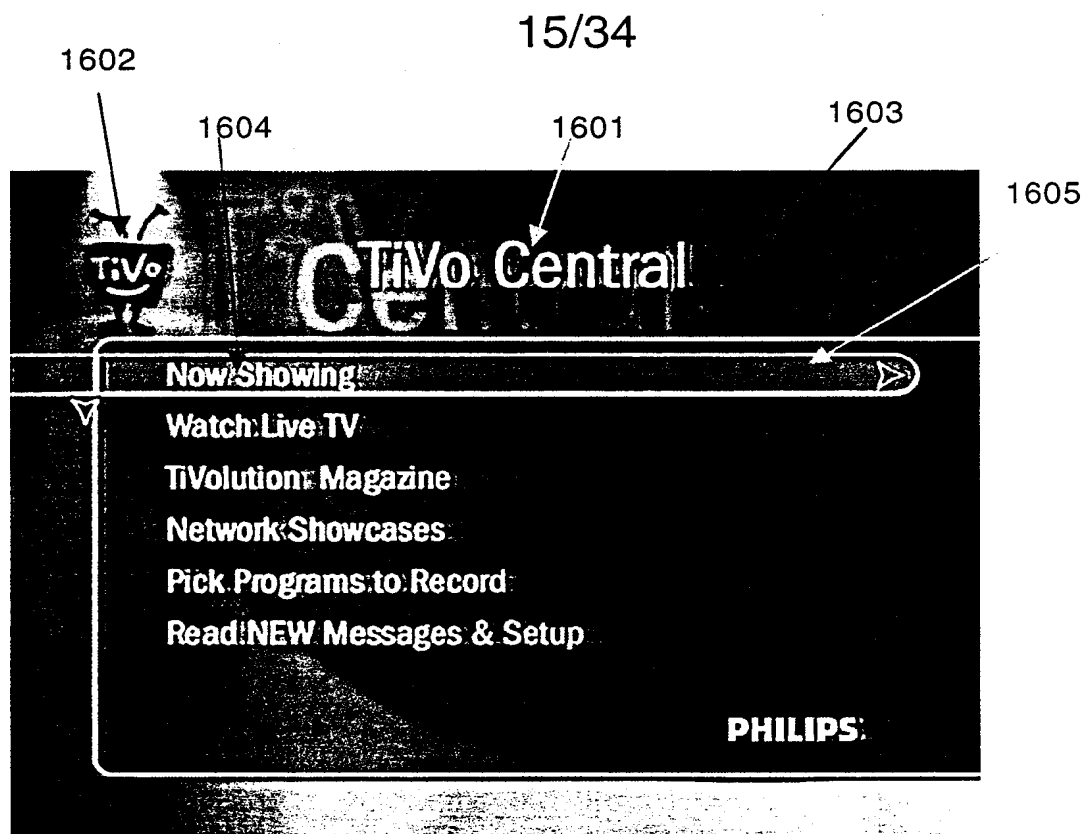 15/34
1602
1604
1601
1603
1605
TiVo
TiVo Central
Central
Now Showing
Watch Live TV
TiVolution Magazine
Network Showcases
Pick Programs to Record
Read NEW Messages & Setup
PHILIPS